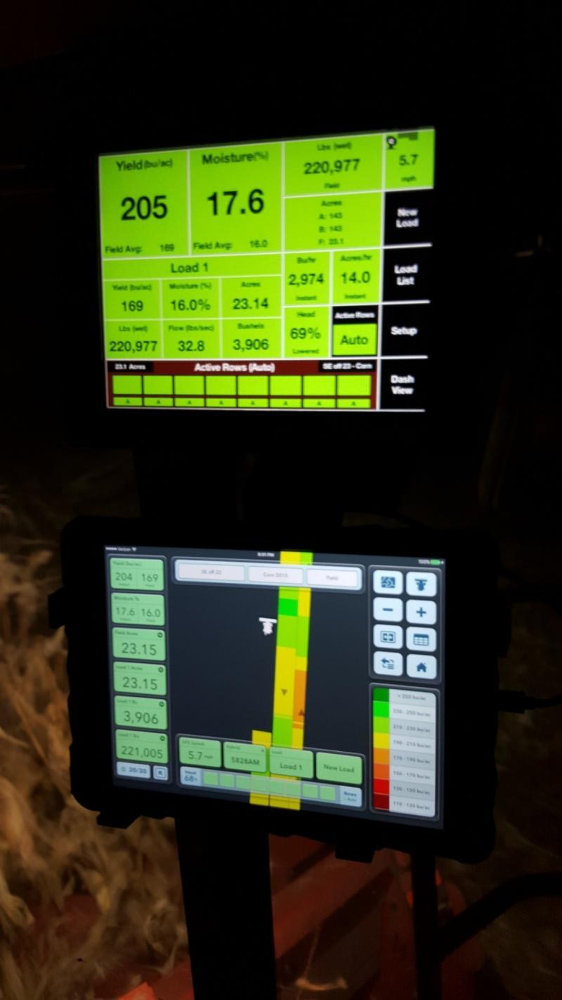 Yield (bu/ac)
205
Field Avg: 169
Moisture(%)
17.6
Field Avg: 16.0
Lbs (wet)
220,977
Field
5.7
mph
Acres
A: 143
B: 143
F: 23.1
New
Load
Load 1
Yield (bu/ac)
169
Moisture (%)
16.0%
Acres
23.14
Bu/hr
2,974
Instant
Acres/hr
14.0
Instant
Load
List
Lbs (wet)
220,977
Flow (lbs/sec)
32.8
Bushels
3,906
Head
69%
Lowered
Active Rows
Auto
Setup
23.1 Acres
Active Rows (Auto)
SE off 23 - Corn
A A A A A A A A
Dash
View
8:51 PM
100%
Yield (bu/ac)
204 169
Moisture %
17.6 16.0
Field Acres
23.15
Load 1 Acres
23.15
Load 1 Bu
3,906
Load 1 lbs
221,005
20/20
SE off 23
Corn 2015
Yield
GPS Speed
5.7 mph
Hybrid
5828AM
A
Load
Load 1
New Load
Head
68%
Rows
Auto
> 250 bu/ac
230 - 250 bu/ac
210 - 230 bu/ac
190 - 210 bu/ac
170 - 190 bu/ac
150 - 170 bu/ac
130 - 150 bu/ac
110 - 130 bu/ac